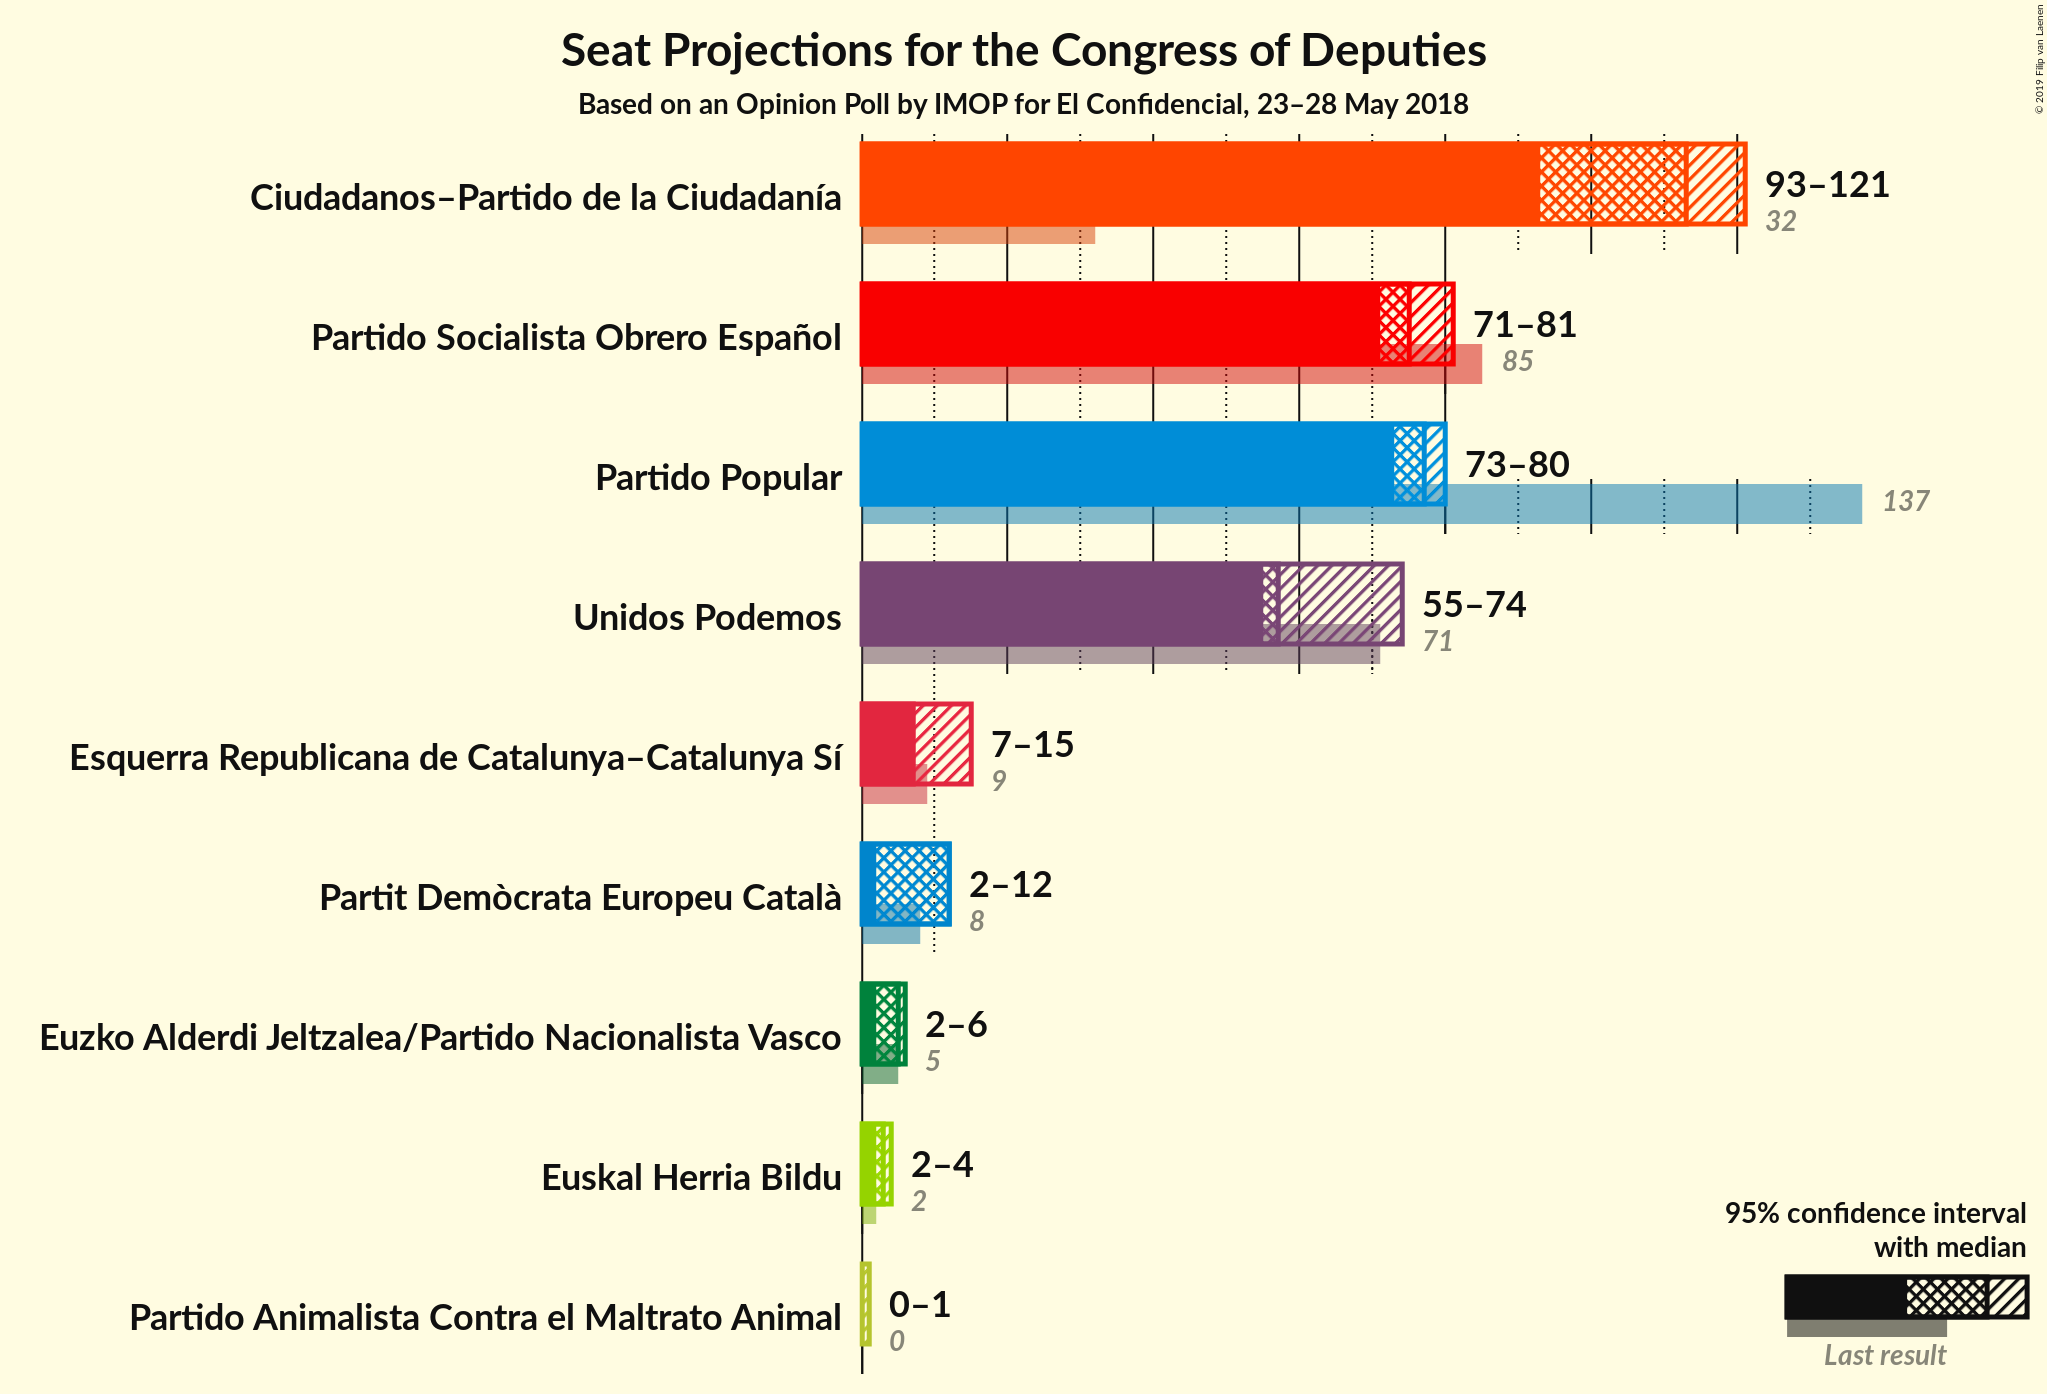 Seat Projections for the Congress of Deputies
Based on an Opinion Poll by IMOP for El Confidencial, 23–28 May 2018
© 2019 Filip van Laenen
Ciudadanos–Partido de la Ciudadanía
93–121
32
Partido Socialista Obrero Español
71–81
85
Partido Popular
73–80
137
Unidos Podemos
55–74
71
Esquerra Republicana de Catalunya–Catalunya Sí
7–15
9
Partit Demòcrata Europeu Català
2–12
8
Euzko Alderdi Jeltzalea/Partido Nacionalista Vasco
2–6
5
Euskal Herria Bildu
2–4
2
Partido Animalista Contra el Maltrato Animal
0–1
0
95% confidence interval
with median
Last result